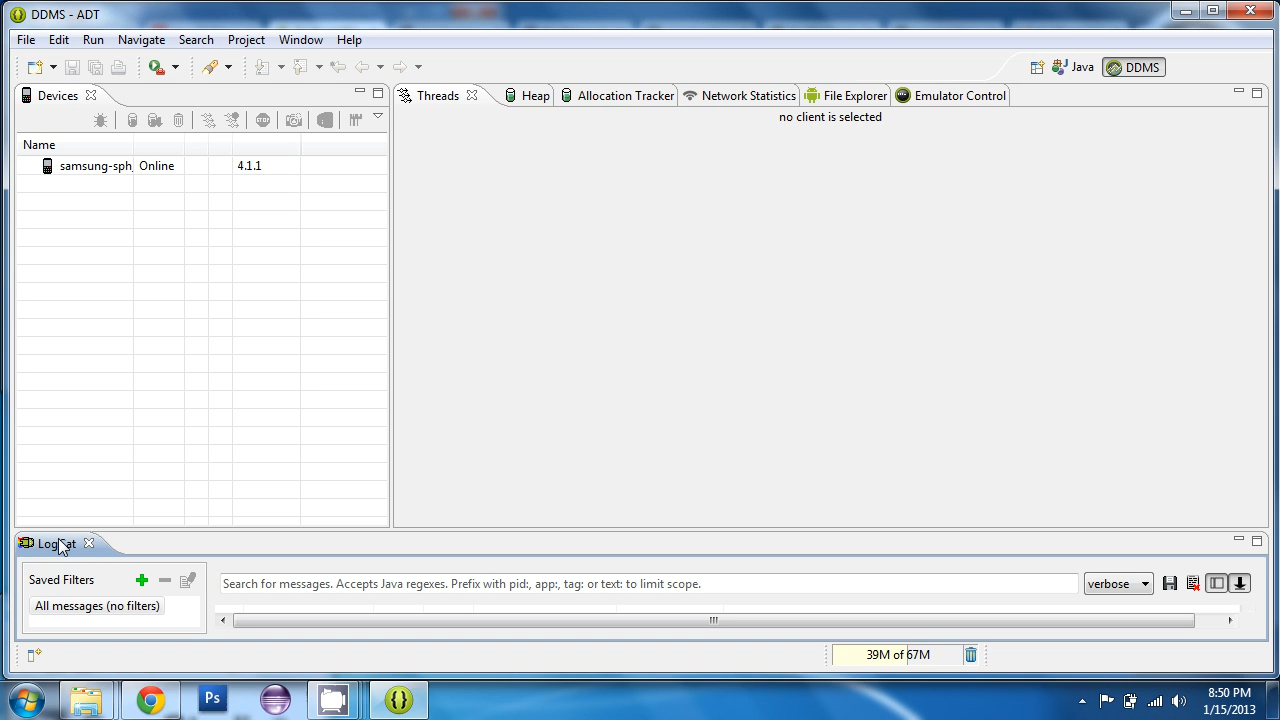 DDMS - ADT
File Edit Run Navigate Search Project Window Help
Java DDMS
Devices
Threads Heap Allocation Tracker Network Statistics File Explorer Emulator Control
no client is selected
Name
samsung-sph_ Online 4.1.1
LogCat
Saved Filters
Search for messages. Accepts Java regexes. Prefix with pid:, app:, tag: or text: to limit scope.
verbose
All messages (no filters)
39M of 67M
Ps
8:50 PM
1/15/2013